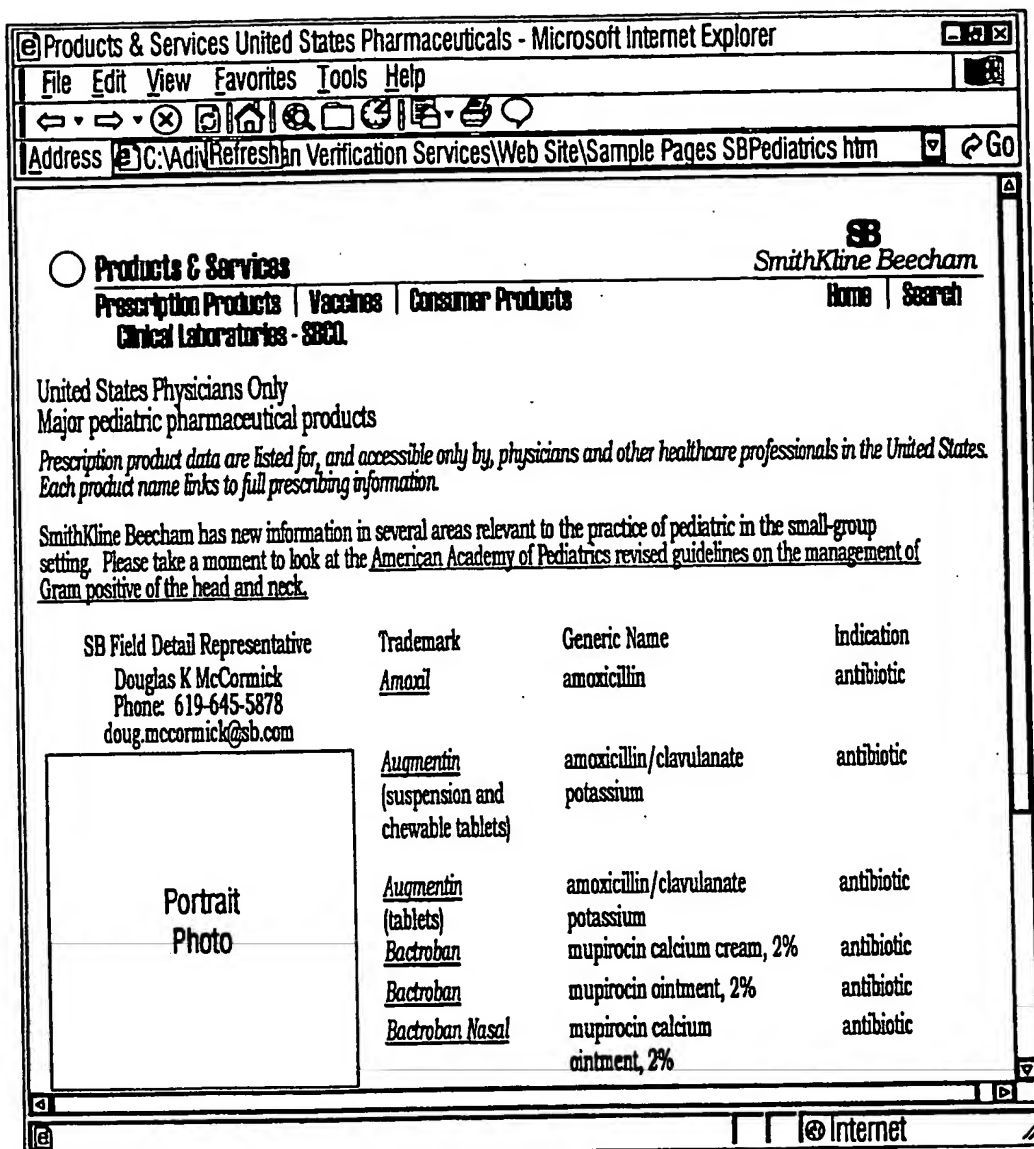 Products & Services United States Pharmaceuticals - Microsoft Internet Explorer
File Edit View Favorites Tools Help
Address C:\Adiv Refresh an Verification Services\Web Site\Sample Pages SBPediatrics htm Go
SB
SmithKline Beecham
Products & Services
Prescription Products | Vaccines | Consumer Products Home | Search
Clinical Laboratories - SBCL
United States Physicians Only
Major pediatric pharmaceutical products
Prescription product data are listed for, and accessible only by, physicians and other healthcare professionals in the United States.
Each product name links to full prescribing information.
SmithKline Beecham has new information in several areas relevant to the practice of pediatric in the small-group
setting. Please take a moment to look at the American Academy of Pediatrics revised guidelines on the management of
Gram positive of the head and neck.
SB Field Detail Representative
Douglas K McCormick
Phone: 619-645-5878
doug.mccormick@sb.com
Portrait
Photo
Trademark Generic Name Indication
Amoxil amoxicillin antibiotic
Augmentin amoxicillin/clavulanate antibiotic
(suspension and potassium
chewable tablets)
Augmentin amoxicillin/clavulanate antibiotic
(tablets) potassium
Bactroban mupirocin calcium cream, 2% antibiotic
Bactroban mupirocin ointment, 2% antibiotic
Bactroban Nasal mupirocin calcium antibiotic
ointment, 2%
Internet